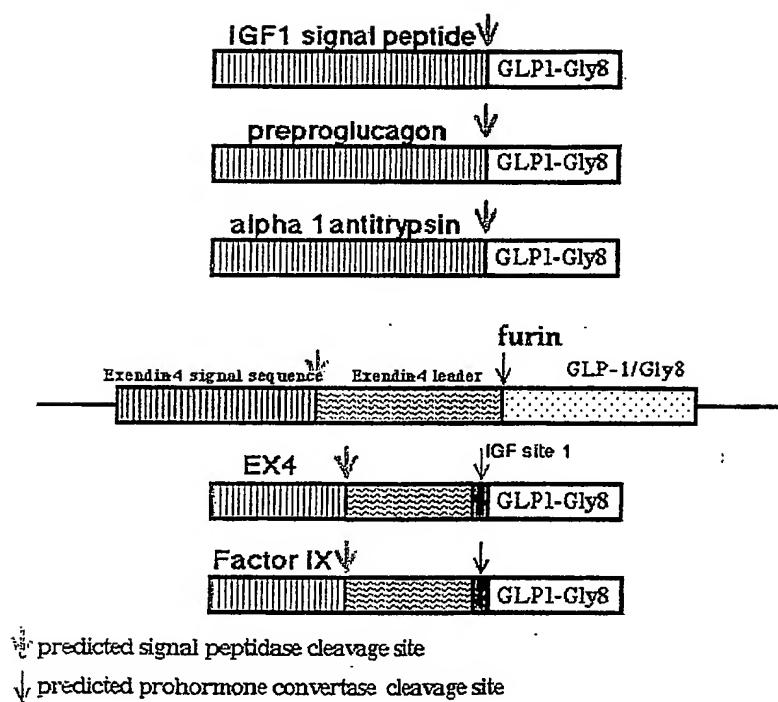 IGF1 signal peptide
GLP1-Gly8
preproglucagon
GLP1-Gly8
alpha 1 antitrypsin
GLP1-Gly8
furin
Exendin4 signal sequence
Exendin4 leader
GLP-1/Gly8
EX4
IGF site 1
GLP1-Gly8
Factor IX
GLP1-Gly8
predicted signal peptidase cleavage site
predicted prohormone convertase cleavage site